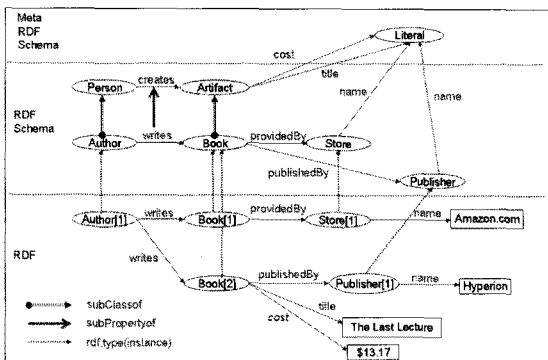 Meta
RDF
Schema
Literal
cost
title
Person
creates
Artifact
name
name
RDF
Schema
Author
writes
Book
providedBy
Store
publishedBy
Publisher
Author[1]
writes
Book[1]
providedBy
Store[1]
name
Amazon.com
RDF
writes
Book[2]
publishedBy
Publisher[1]
name
Hyperion
subClassof
title
The Last Lecture
subPropertyof
cost
rdf:type(instance)
$13.17